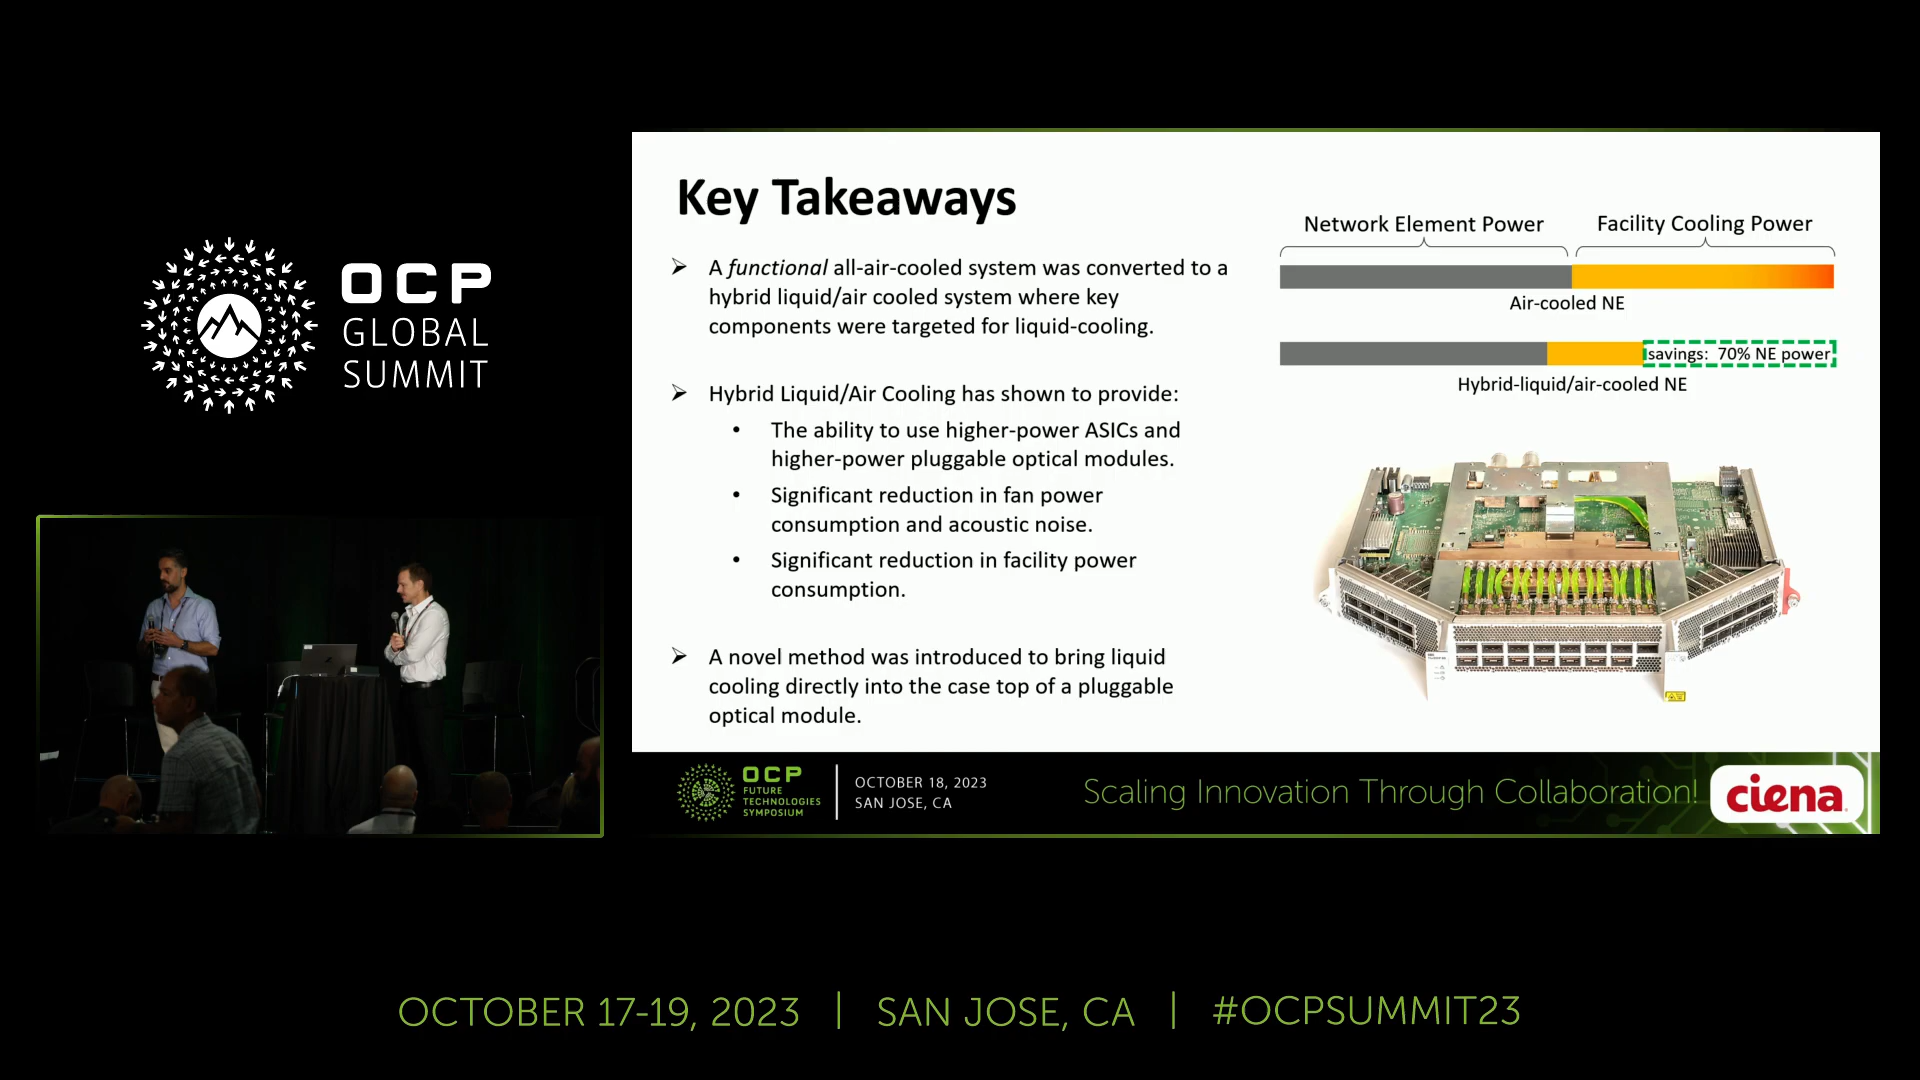 OCP
GLOBAL
SUMMIT
Key Takeaways
A functional all-air-cooled system was converted to a
hybrid liquid/air cooled system where key
components were targeted for liquid-cooling.
Hybrid Liquid/Air Cooling has shown to provide:
The ability to use higher-power ASICs and
higher-power pluggable optical modules.
Significant reduction in fan power
consumption and acoustic noise.
Significant reduction in facility power
consumption.
A novel method was introduced to bring liquid
cooling directly into the case top of a pluggable
optical module.
Network Element Power
Facility Cooling Power
Air-cooled NE
savings: 70% NE power
Hybrid-liquid/air-cooled NE
OCP
FUTURE
TECHNOLOGIES
SYMPOSIUM
OCTOBER 18, 2023
SAN JOSE, CA
Scaling Innovation Through Collaboration!
ciena
OCTOBER 17-19, 2023 | SAN JOSE, CA | #OCPSUMMIT23